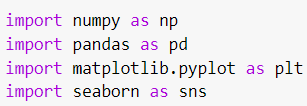 import numpy as np
import pandas as pd
import matplotlib.pyplot as plt
import seaborn as sns